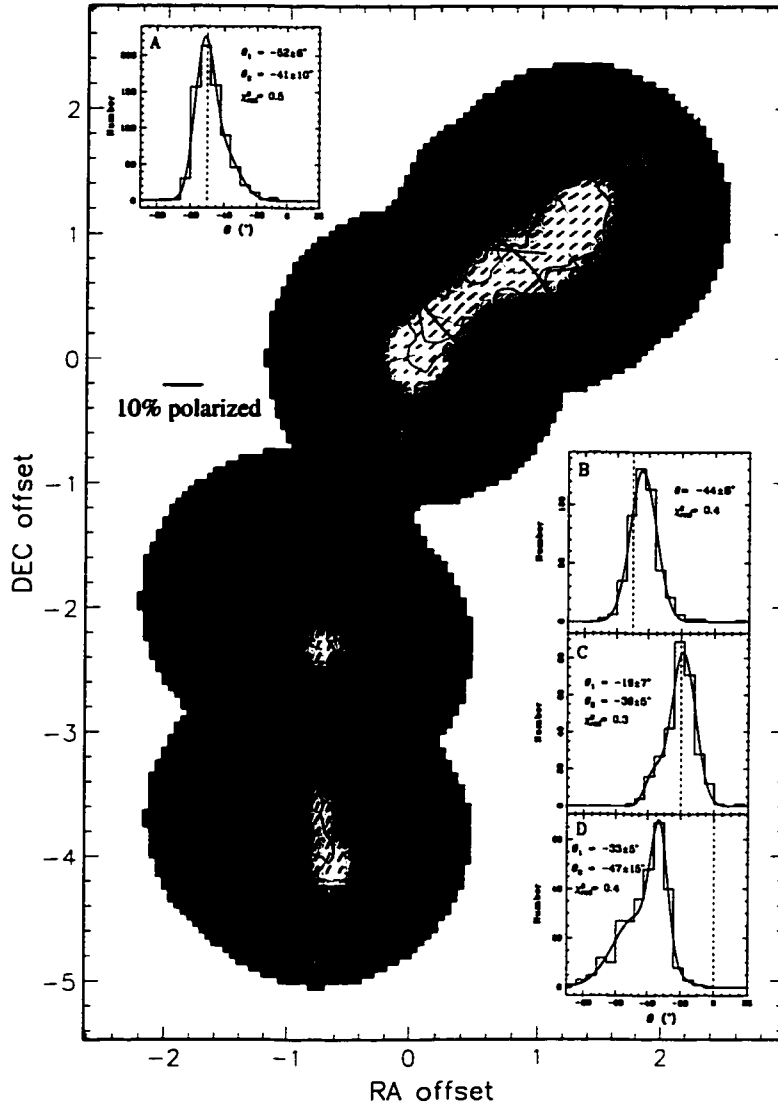 A
θ₁ = -52±6°
θ₂ = -41±10°
χ²red = 0.5
Number
θ (°)
2
1
0
-1
-2
-3
-4
-5
DEC offset
10% polarized
B
θ = -44±8°
χ²red = 0.4
Number
C
θ₁ = -19±7°
θ₂ = -36±5°
χ²red = 0.3
Number
D
θ₁ = -33±5°
θ₂ = -47±15°
χ²red = 0.4
Number
θ (°)
-2 -1 0 1 2
RA offset